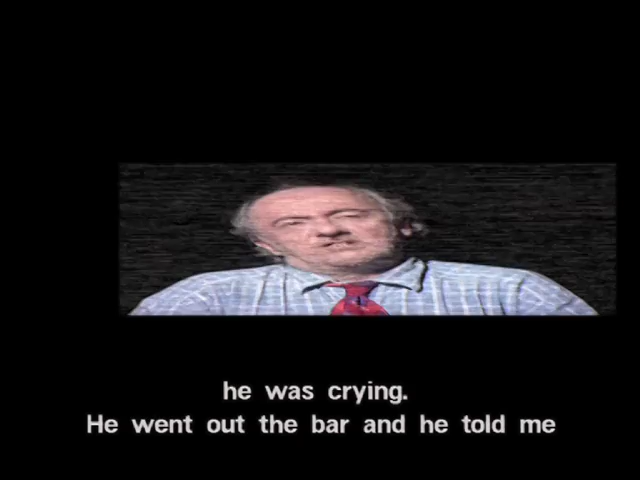 he was crying.
He went out the bar and he told me